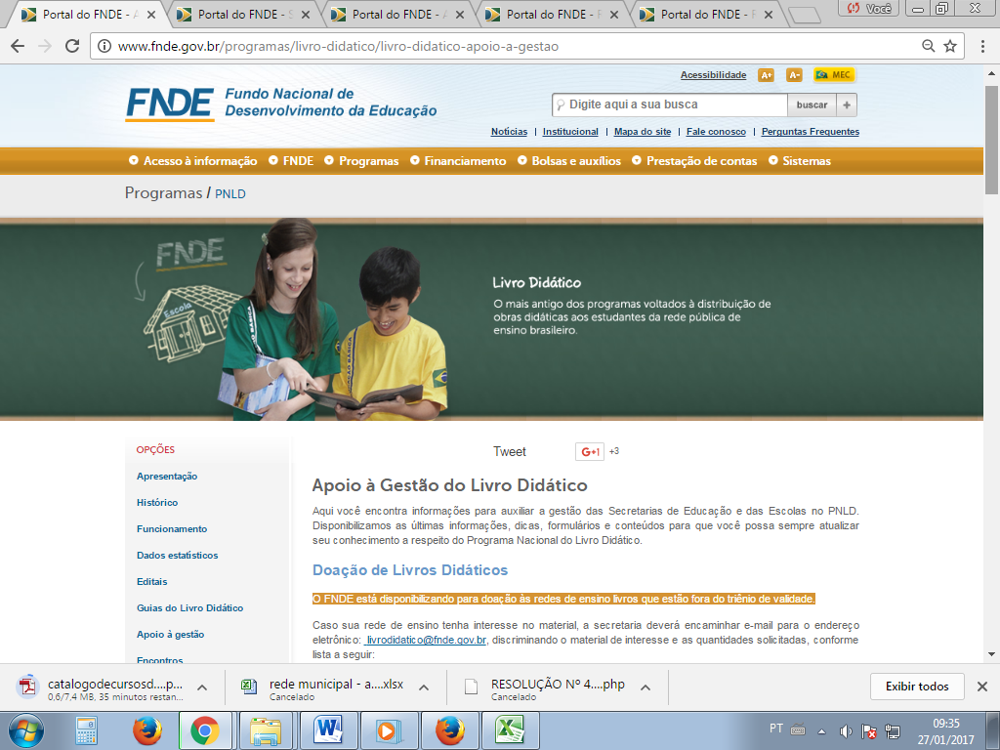 Portal do FNDE - A
Portal do FNDE - S
Portal do FNDE - A
Portal do FNDE - F
Portal do FNDE - F
Você
www.fnde.gov.br/programas/livro-didatico/livro-didatico-apoio-a-gestao
Acessibilidade A+ A- MEC
FNDE Fundo Nacional de
Desenvolvimento da Educação
Digite aqui a sua busca buscar +
Notícias | Institucional | Mapa do site | Fale conosco | Perguntas Frequentes
Acesso à informação FNDE Programas Financiamento Bolsas e auxílios Prestação de contas Sistemas
Programas / PNLD
FNDE
Escola
Livro Didático
O mais antigo dos programas voltados à distribuição de
obras didáticas aos estudantes da rede pública de
ensino brasileiro.
OPÇÕES
Apresentação
Histórico
Funcionamento
Dados estatísticos
Editais
Guias do Livro Didático
Apoio à gestão
Encontros
Tweet G+1 +3
Apoio à Gestão do Livro Didático
Aqui você encontra informações para auxiliar a gestão das Secretarias de Educação e das Escolas no PNLD.
Disponibilizamos as últimas informações, dicas, formulários e conteúdos para que você possa sempre atualizar
seu conhecimento a respeito do Programa Nacional do Livro Didático.
Doação de Livros Didáticos
O FNDE está disponibilizando para doação às redes de ensino livros que estão fora do triênio de validade.
Caso sua rede de ensino tenha interesse no material, a secretaria deverá encaminhar e-mail para o endereço
eletrônico: livrodidatico@fnde.gov.br, discriminando o material de interesse e as quantidades solicitadas, conforme
lista a seguir:
catalogodecursosd....p...
0,6/7,4 MB, 35 minutos restan...
rede municipal - a....xlsx
Cancelado
RESOLUÇÃO Nº 4....php
Cancelado
Exibir todos
PT
09:35
27/01/2017